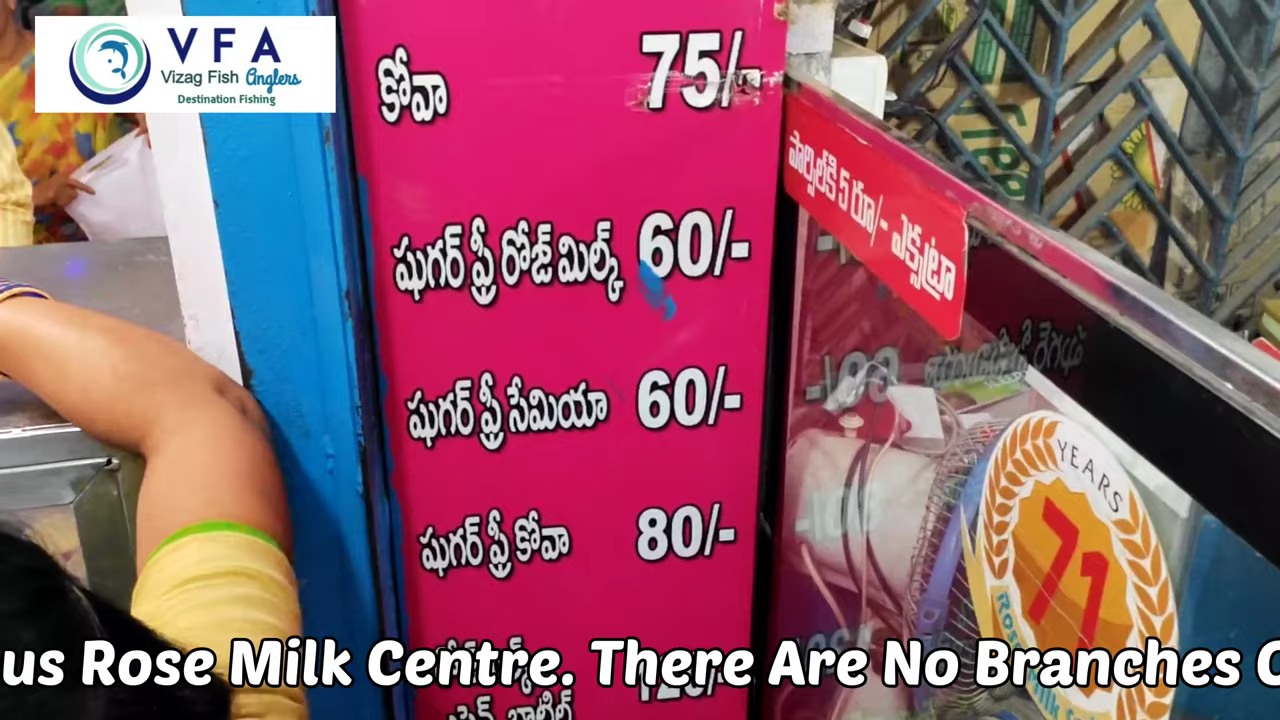 VFA
Vizag Fish Anglers
Destination Fishing
కోవా 75/-
షుగర్ ఫ్రీ రోజ్ మిల్క్ 60/-
షుగర్ ఫ్రీ సేమియా 60/-
షుగర్ ఫ్రీ కోవా 80/-
పార్శిల్‌కి 5 రూ/- ఎక్స్‌ట్రా
YEARS
71
us Rose Milk Centre. There Are No Branches